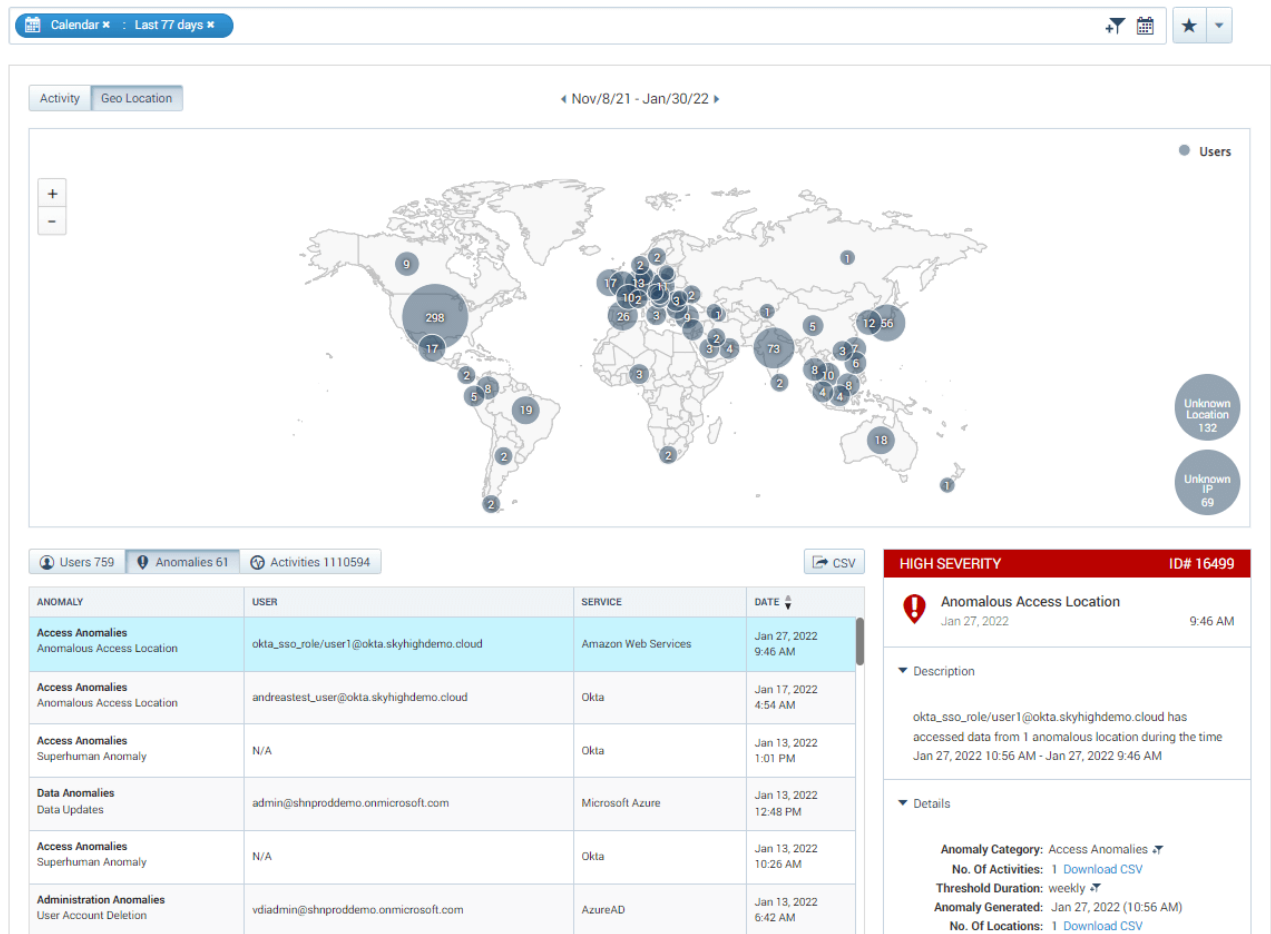 Calendar × : Last 77 days ×
Activity Geo Location
Nov/8/21 - Jan/30/22
Users
+
−
9
298
17
2
8
5
19
2
2
2
2
17
13
11
10
2
3
2
26
3
9
1
2
3
4
3
2
1
1
73
2
5
12
56
3
7
6
8
10
8
4
4
18
1
Unknown
Location
132
Unknown
IP
69
Users 759 Anomalies 61 Activities 1110594 CSV
ANOMALY USER SERVICE DATE
Access Anomalies
Anomalous Access Location okta_sso_role/user1@okta.skyhighdemo.cloud Amazon Web Services Jan 27, 2022
9:46 AM
Access Anomalies
Anomalous Access Location andreastest_user@okta.skyhighdemo.cloud Okta Jan 17, 2022
4:54 AM
Access Anomalies
Superhuman Anomaly N/A Okta Jan 13, 2022
1:01 PM
Data Anomalies
Data Updates admin@shnproddemo.onmicrosoft.com Microsoft Azure Jan 13, 2022
12:48 PM
Access Anomalies
Superhuman Anomaly N/A Okta Jan 13, 2022
10:26 AM
Administration Anomalies
User Account Deletion vdiadmin@shnproddemo.onmicrosoft.com AzureAD Jan 13, 2022
6:42 AM
HIGH SEVERITY ID# 16499
Anomalous Access Location
Jan 27, 2022 9:46 AM
Description
okta_sso_role/user1@okta.skyhighdemo.cloud has
accessed data from 1 anomalous location during the time
Jan 27, 2022 10:56 AM - Jan 27, 2022 9:46 AM
Details
Anomaly Category: Access Anomalies
No. Of Activities: 1 Download CSV
Threshold Duration: weekly
Anomaly Generated: Jan 27, 2022 (10:56 AM)
No. Of Locations: 1 Download CSV